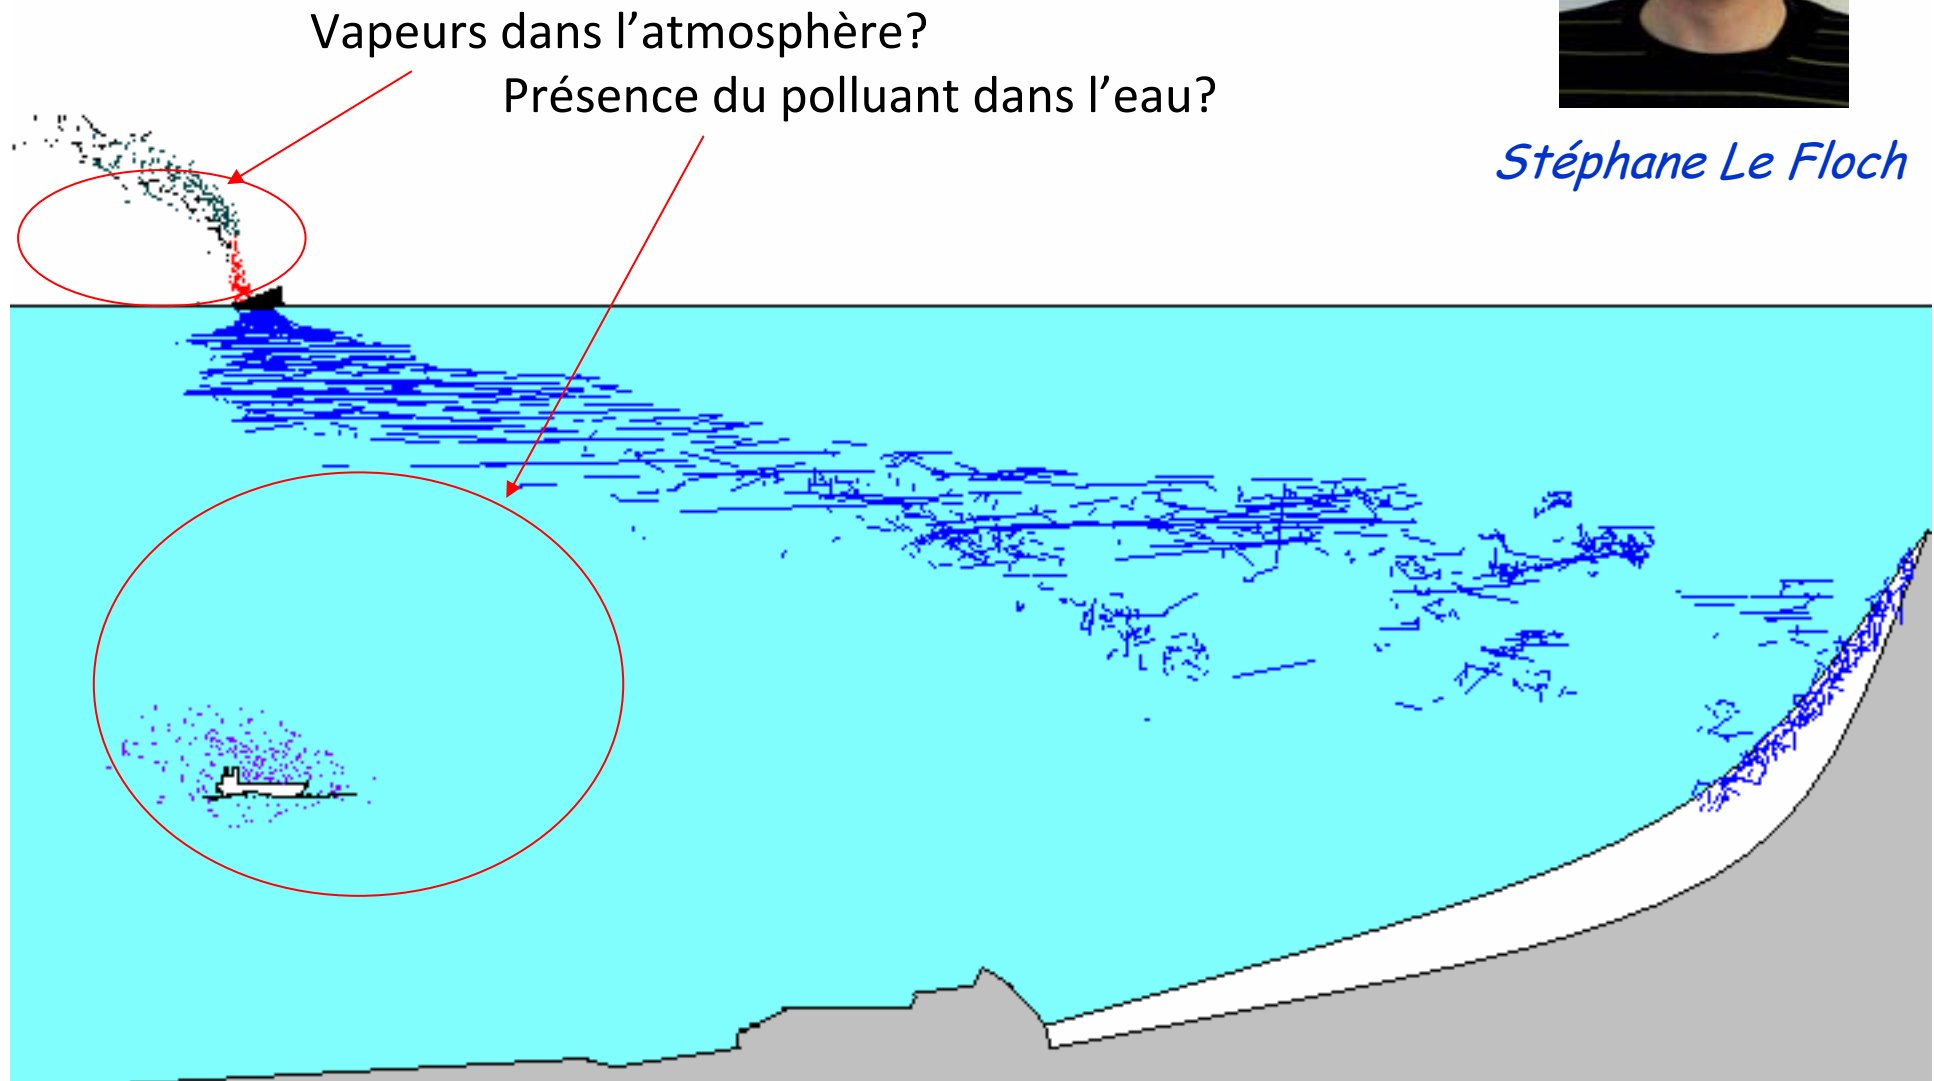 Vapeurs dans l’atmosphère?
Présence du polluant dans l’eau?
Stéphane Le Floch